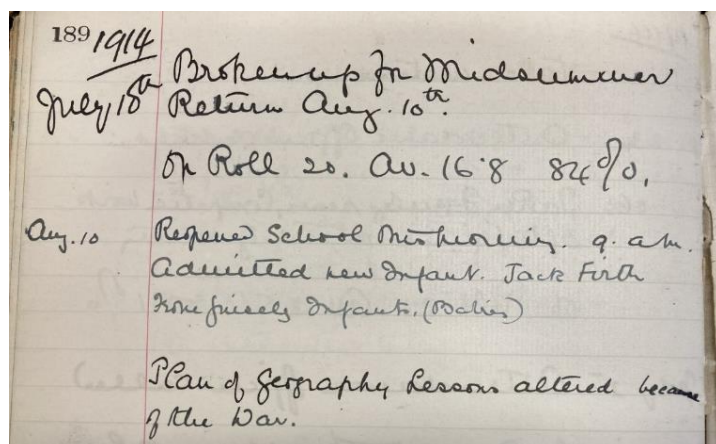 189 1914
July 18th Broken up for Midsummer
Return Aug. 10th.
On Roll 20. Av. 16.8 84%.
Aug. 10 Reopened School this morning. 9. a.m.
Admitted new Infant. Jack Firth
from Infants. (Babies)
Plan of Geography Lessons altered because
of the War.